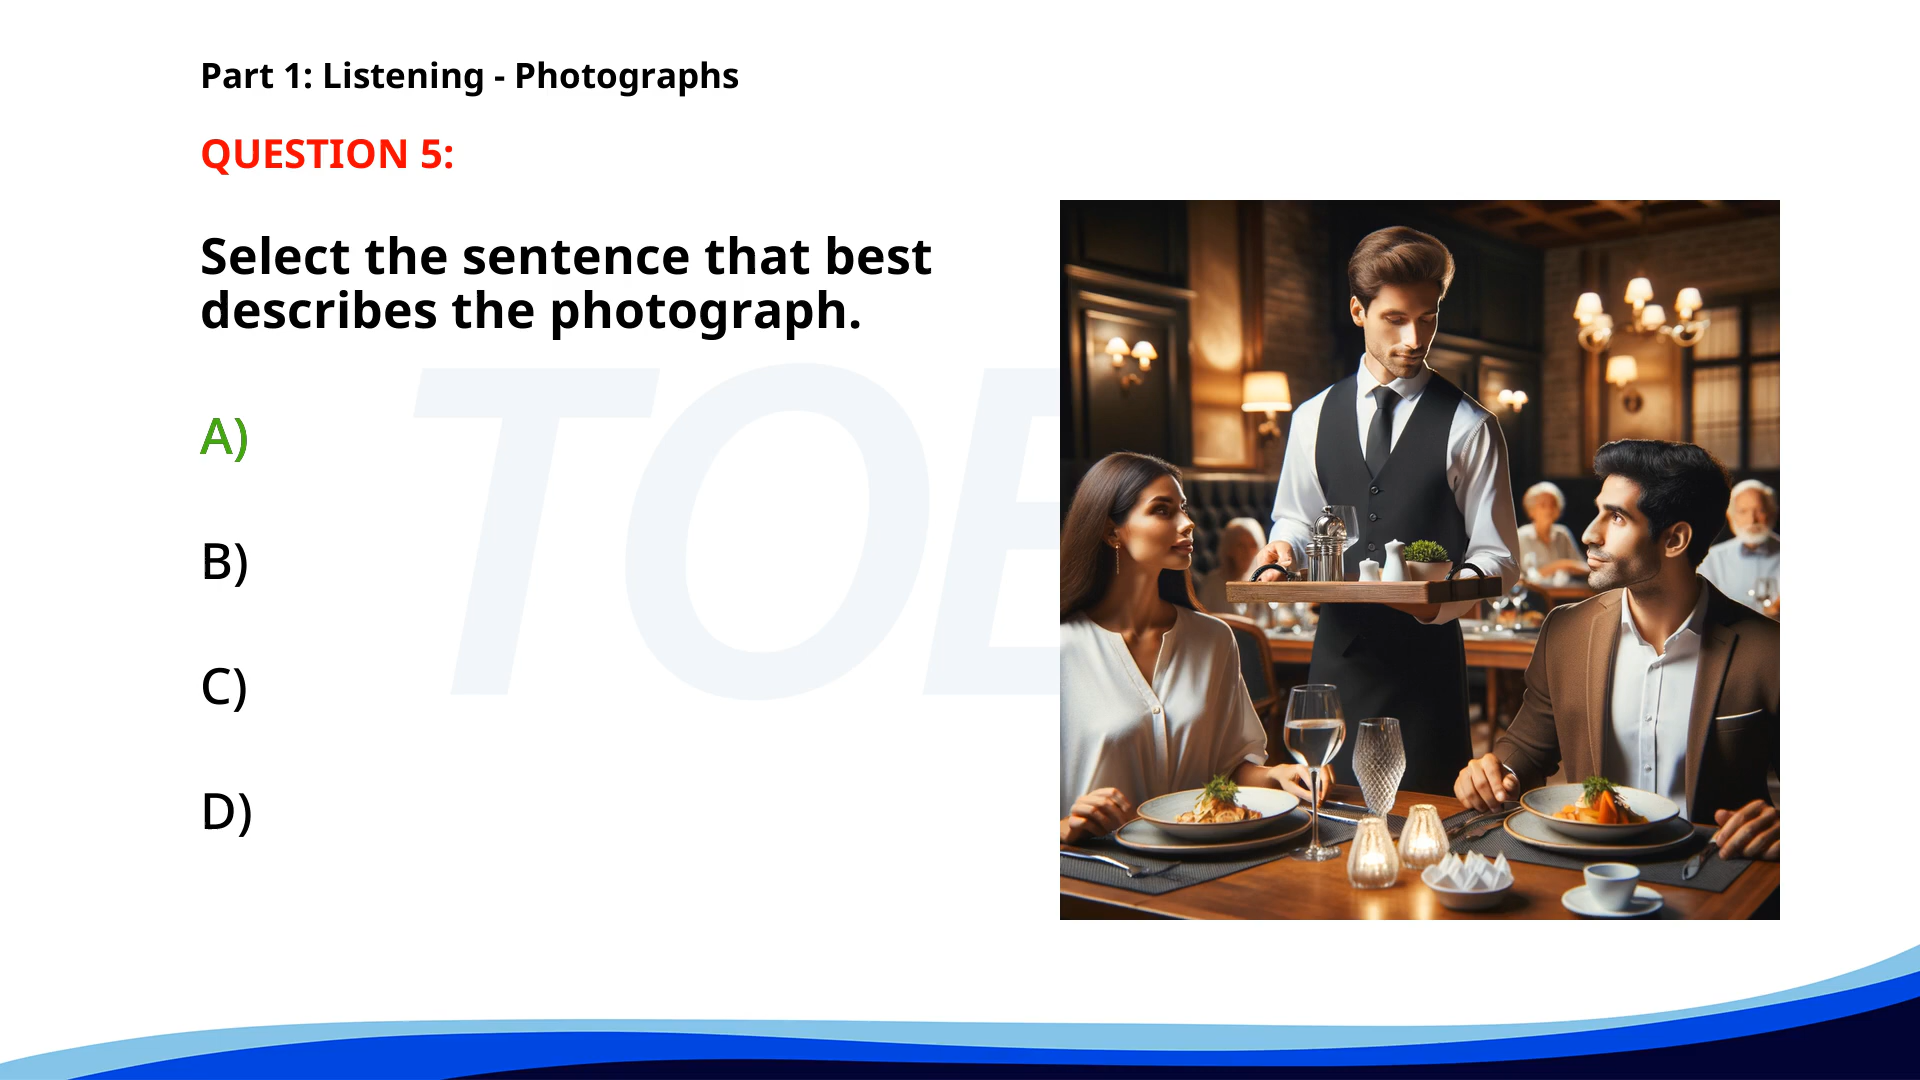 Part 1: Listening - Photographs
QUESTION 5:
Select the sentence that best
describes the photograph.
A)
B)
C)
D)